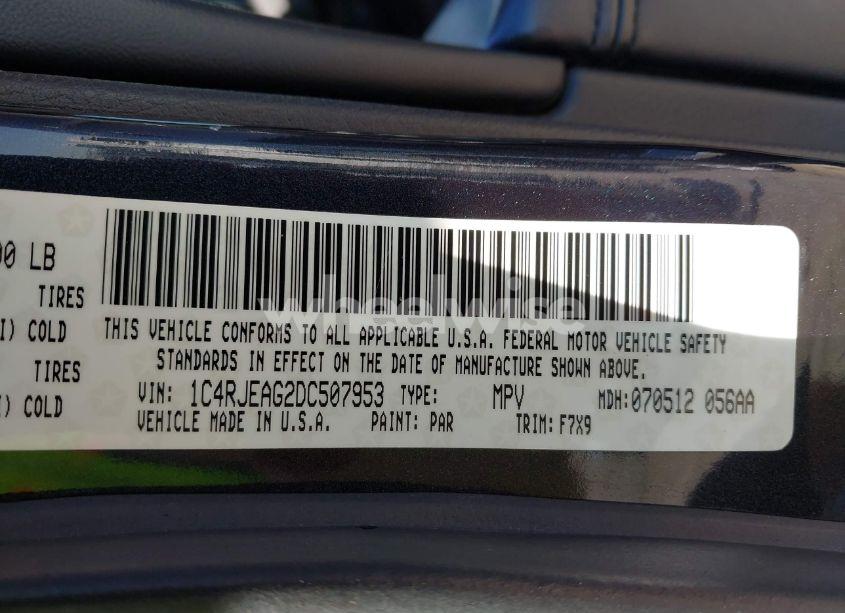 00 LB
TIRES
I) COLD
TIRES
I) COLD
THIS VEHICLE CONFORMS TO ALL APPLICABLE U.S.A. FEDERAL MOTOR VEHICLE SAFETY
STANDARDS IN EFFECT ON THE DATE OF MANUFACTURE SHOWN ABOVE.
VIN: 1C4RJEAG2DC507953 TYPE: MPV MDH:070512 056AA
VEHICLE MADE IN U.S.A. PAINT: PAR TRIM: F7X9
wheelwise